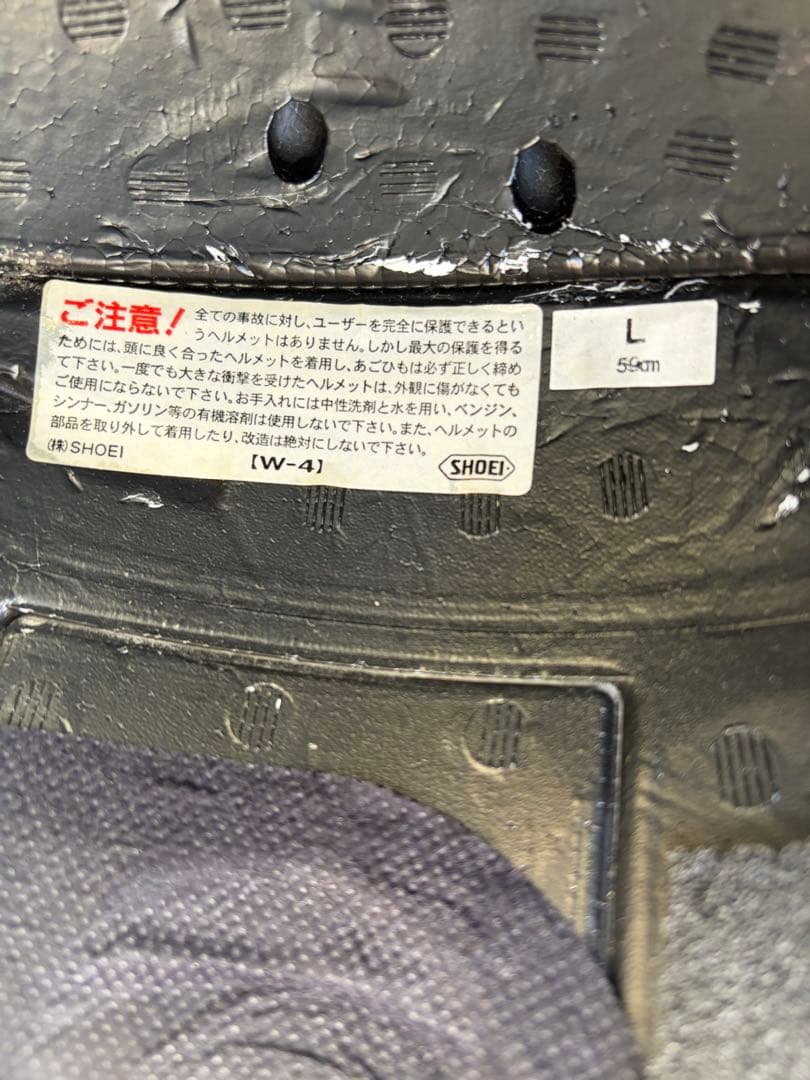 ご注意！ 全ての事故に対し、ユーザーを完全に保護できるとい
うヘルメットはありません。しかし最大の保護を得る
ためには、頭に良く合ったヘルメットを着用し、あごひもは必ず正しく締め
て下さい。一度でも大きな衝撃を受けたヘルメットは、外観に傷がなくても
ご使用にならないで下さい。お手入れには中性洗剤と水を用い、ベンジン、
シンナー、ガソリン等の有機溶剤は使用しないで下さい。また、ヘルメットの
部品を取り外して着用したり、改造は絶対にしないで下さい。
㈱SHOEI 【W-4】 SHOEI
L
59cm